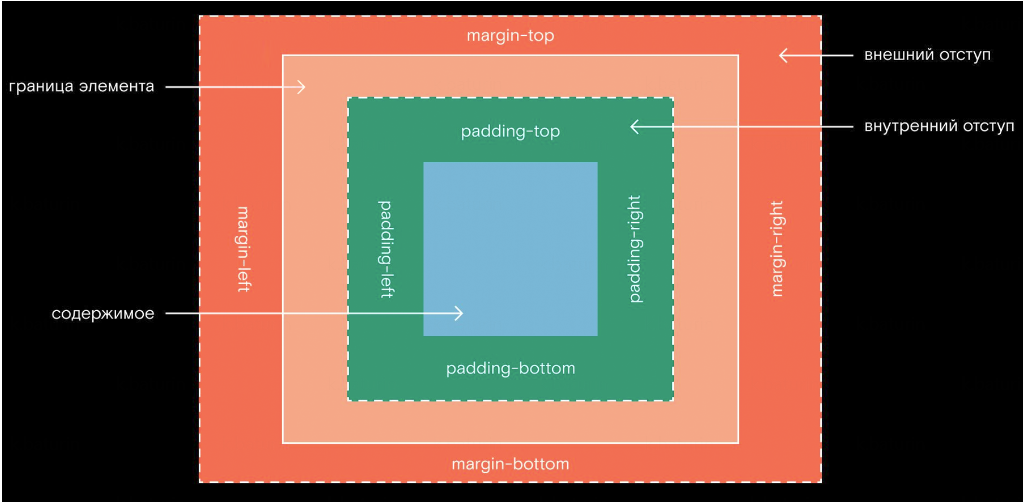 margin-top
внешний отступ
граница элемента
padding-top
внутренний отступ
margin-left
padding-left
padding-right
margin-right
содержимое
padding-bottom
margin-bottom